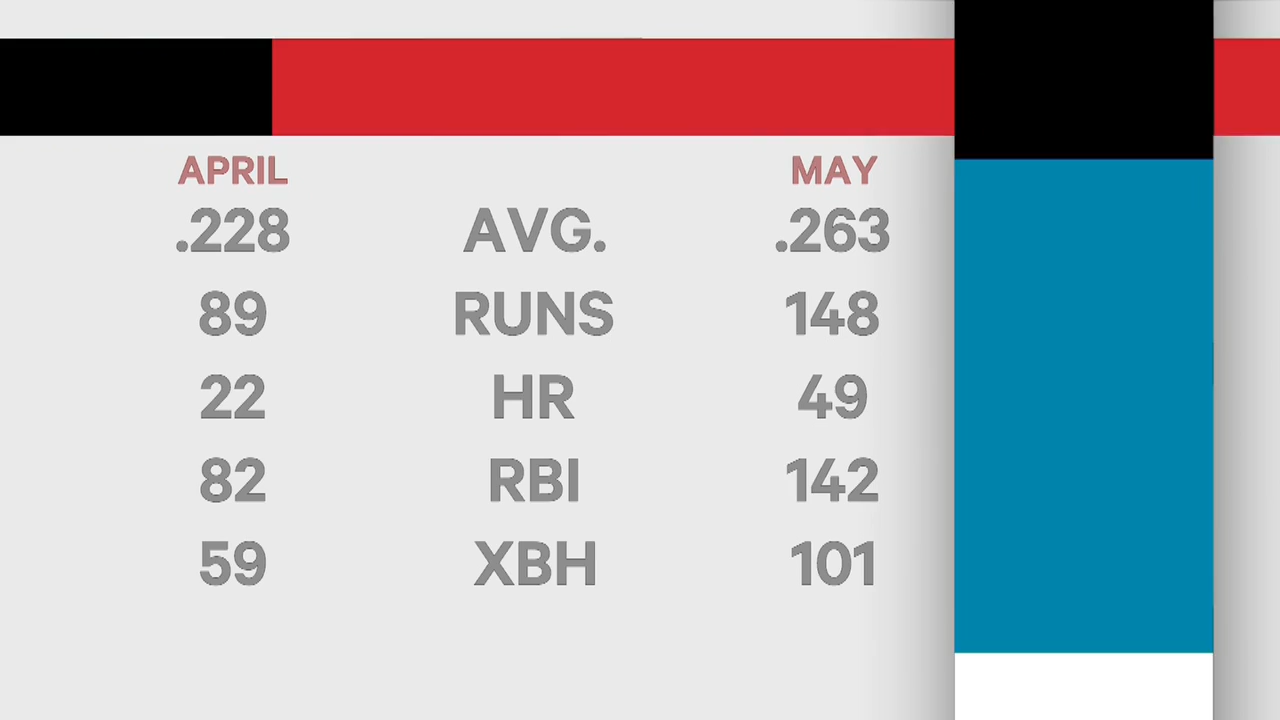 APRIL MAY
.228 AVG. .263
89 RUNS 148
22 HR 49
82 RBI 142
59 XBH 101